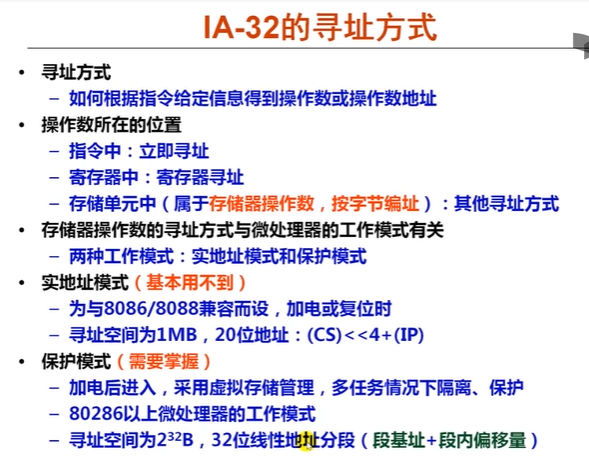 IA-32的寻址方式
• 寻址方式
– 如何根据指令给定信息得到操作数或操作数地址
• 操作数所在的位置
– 指令中：立即寻址
– 寄存器中：寄存器寻址
– 存储单元中（属于存储器操作数，按字节编址）：其他寻址方式
• 存储器操作数的寻址方式与微处理器的工作模式有关
– 两种工作模式：实地址模式和保护模式
• 实地址模式（基本用不到）
– 为与8086/8088兼容而设，加电或复位时
– 寻址空间为1MB，20位地址：(CS)<<4+(IP)
• 保护模式（需要掌握）
– 加电后进入，采用虚拟存储管理，多任务情况下隔离、保护
– 80286以上微处理器的工作模式
– 寻址空间为2³²B，32位线性地址分段（段基址+段内偏移量）